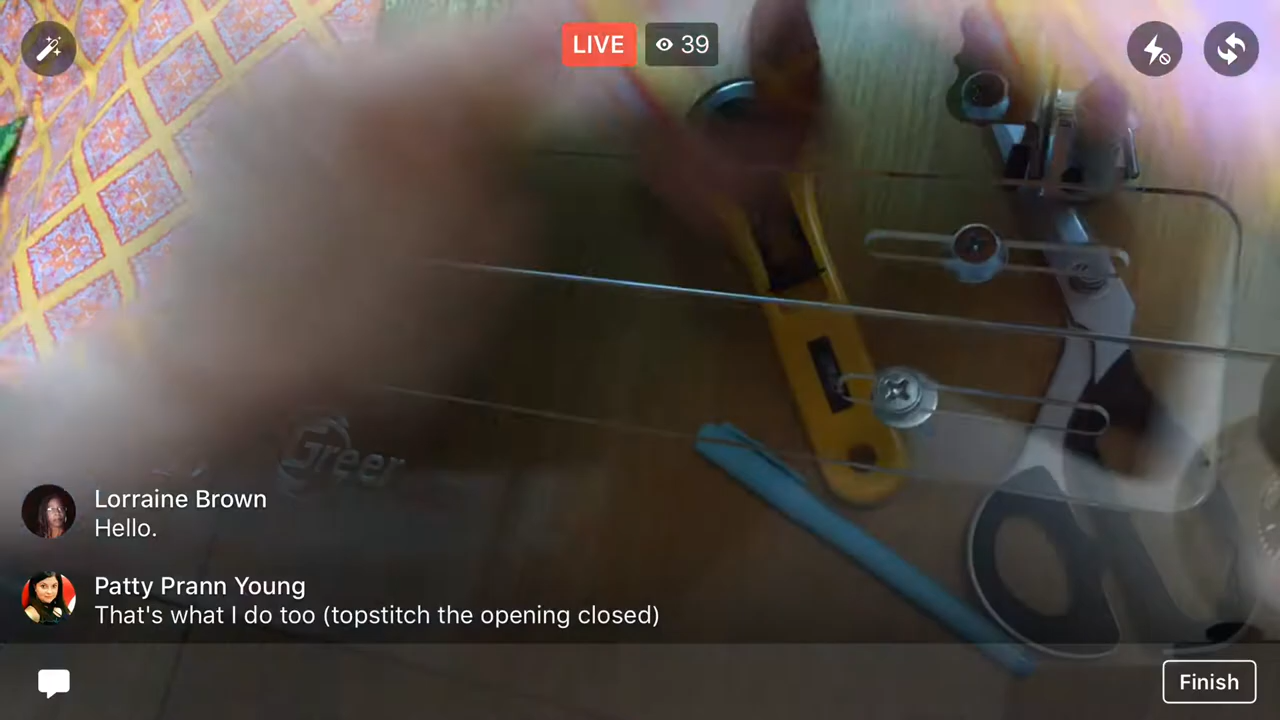 LIVE
39
Greer
Lorraine Brown
Hello.
Patty Prann Young
That's what I do too (topstitch the opening closed)
Finish